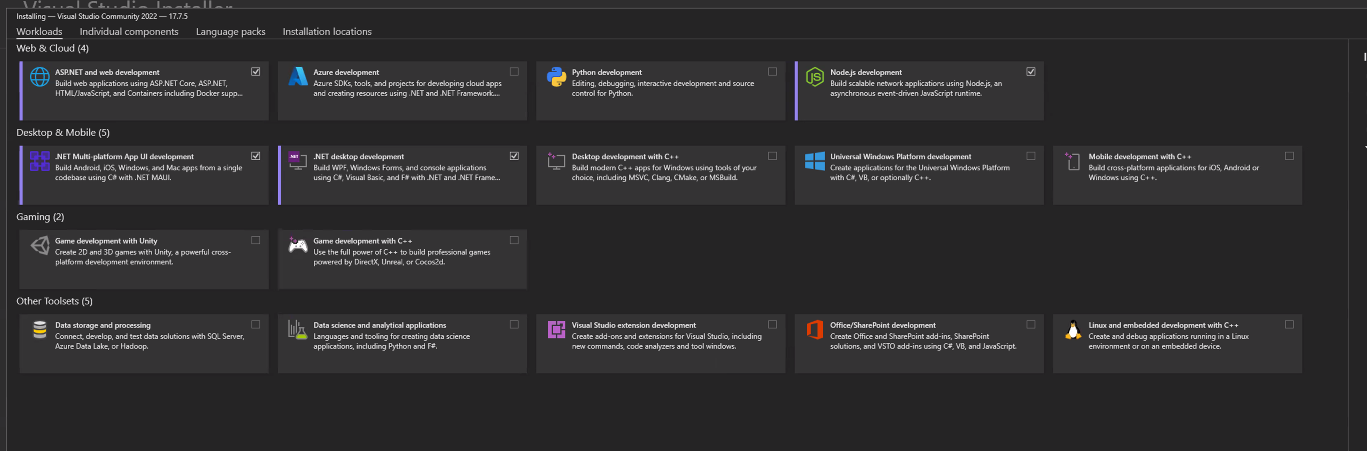 Visual Studio Installer
Installing — Visual Studio Community 2022 — 17.7.5
Workloads Individual components Language packs Installation locations
Web & Cloud (4)
ASP.NET and web development
Build web applications using ASP.NET Core, ASP.NET,
HTML/JavaScript, and Containers including Docker supp...
Azure development
Azure SDKs, tools, and projects for developing cloud apps
and creating resources using .NET and .NET Framework....
Python development
Editing, debugging, interactive development and source
control for Python.
Node.js development
Build scalable network applications using Node.js, an
asynchronous event-driven JavaScript runtime.
Desktop & Mobile (5)
.NET Multi-platform App UI development
Build Android, iOS, Windows, and Mac apps from a single
codebase using C# with .NET MAUI.
.NET
.NET desktop development
Build WPF, Windows Forms, and console applications
using C#, Visual Basic, and F# with .NET and .NET Frame...
Desktop development with C++
Build modern C++ apps for Windows using tools of your
choice, including MSVC, Clang, CMake, or MSBuild.
Universal Windows Platform development
Create applications for the Universal Windows Platform
with C#, VB, or optionally C++.
Mobile development with C++
Build cross-platform applications for iOS, Android or
Windows using C++.
Gaming (2)
Game development with Unity
Create 2D and 3D games with Unity, a powerful cross-
platform development environment.
Game development with C++
Use the full power of C++ to build professional games
powered by DirectX, Unreal, or Cocos2d.
Other Toolsets (5)
Data storage and processing
Connect, develop, and test data solutions with SQL Server,
Azure Data Lake, or Hadoop.
Data science and analytical applications
Languages and tooling for creating data science
applications, including Python and F#.
Visual Studio extension development
Create add-ons and extensions for Visual Studio, including
new commands, code analyzers and tool windows.
Office/SharePoint development
Create Office and SharePoint add-ins, SharePoint
solutions, and VSTO add-ins using C#, VB, and JavaScript.
Linux and embedded development with C++
Create and debug applications running in a Linux
environment or on an embedded device.